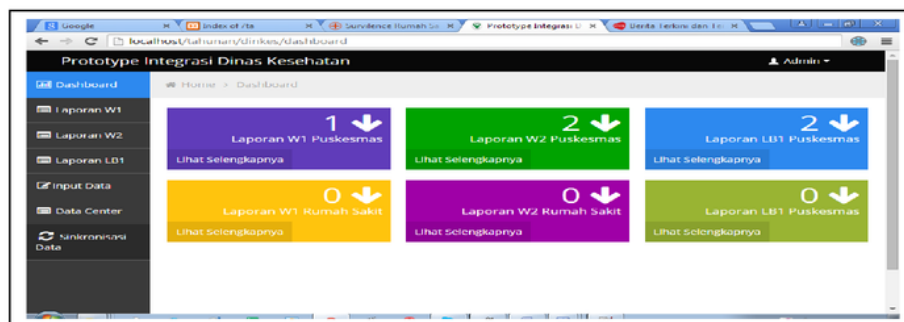 Google
Index of /ta
Survilence Rumah Sa
Prototype Integrasi D
Berita Terkini dan Ter
localhost/tahunan/dinkes/dashboard
Prototype Integrasi Dinas Kesehatan
Admin
Dashboard
Home > Dashboard
Laporan W1
Laporan W2
Laporan LB1
Input Data
Data Center
Sinkronisasi
Data
1
Laporan W1 Puskesmas
Lihat Selengkapnya
2
Laporan W2 Puskesmas
Lihat Selengkapnya
2
Laporan LB1 Puskesmas
Lihat Selengkapnya
0
Laporan W1 Rumah Sakit
Lihat Selengkapnya
0
Laporan W2 Rumah Sakit
Lihat Selengkapnya
0
Laporan LB1 Puskesmas
Lihat Selengkapnya